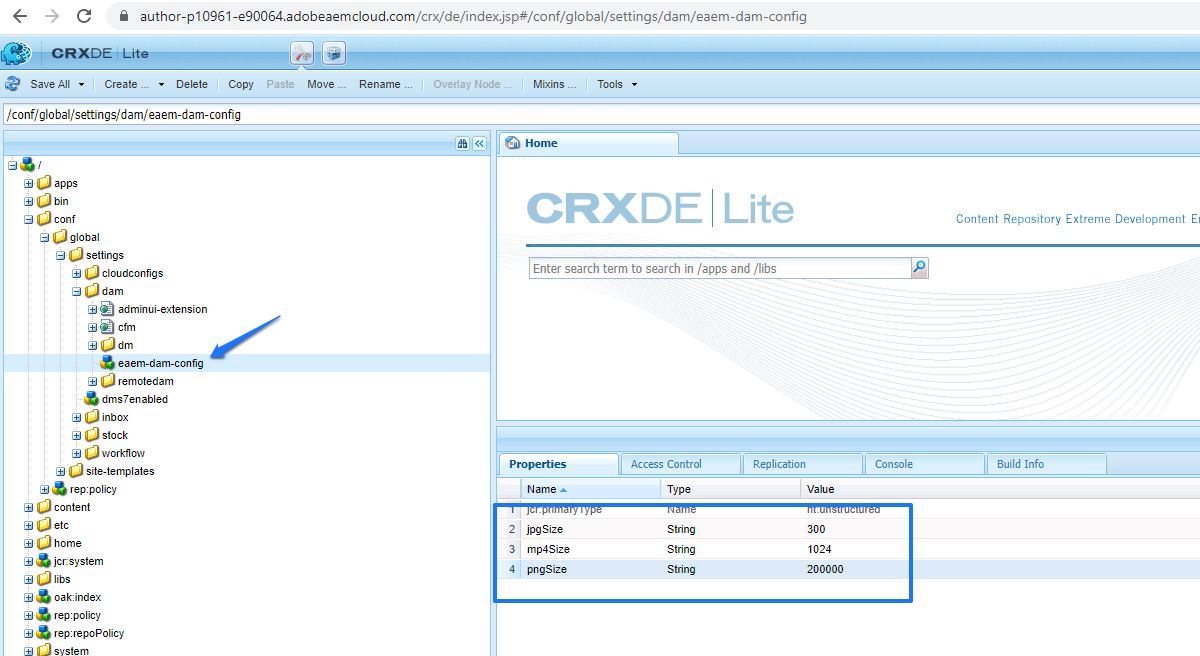 author-p10961-e90064.adobeaemcloud.com/crx/de/index.jsp#/conf/global/settings/dam/eaem-dam-config
CRXDE | Lite
Save All Create ... Delete Copy Paste Move ... Rename ... Overlay Node ... Mixins ... Tools
/conf/global/settings/dam/eaem-dam-config
/
apps
bin
conf
global
settings
cloudconfigs
dam
adminui-extension
cfm
dm
eaem-dam-config
remotedam
dms7enabled
inbox
stock
workflow
site-templates
rep:policy
content
etc
home
jcr:system
libs
oak:index
rep:policy
rep:repoPolicy
system
Home
CRXDE | Lite
Content Repository Extreme Development
Enter search term to search in /apps and /libs
Properties Access Control Replication Console Build Info
Name Type Value
1 jcr:primaryType Name nt:unstructured
2 jpgSize String 300
3 mp4Size String 1024
4 pngSize String 200000